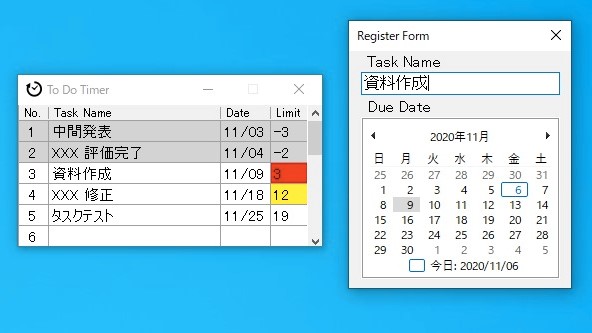 To Do Timer
No. Task Name Date Limit
1 中間発表 11/03 -3
2 XXX 評価完了 11/04 -2
3 資料作成 11/09 3
4 XXX 修正 11/18 12
5 タスクテスト 11/25 19
6
Register Form
Task Name
資料作成
Due Date
2020年11月
日 月 火 水 木 金 土
25 26 27 28 29 30 31
1 2 3 4 5 6 7
8 9 10 11 12 13 14
15 16 17 18 19 20 21
22 23 24 25 26 27 28
29 30 1 2 3 4 5
今日: 2020/11/06